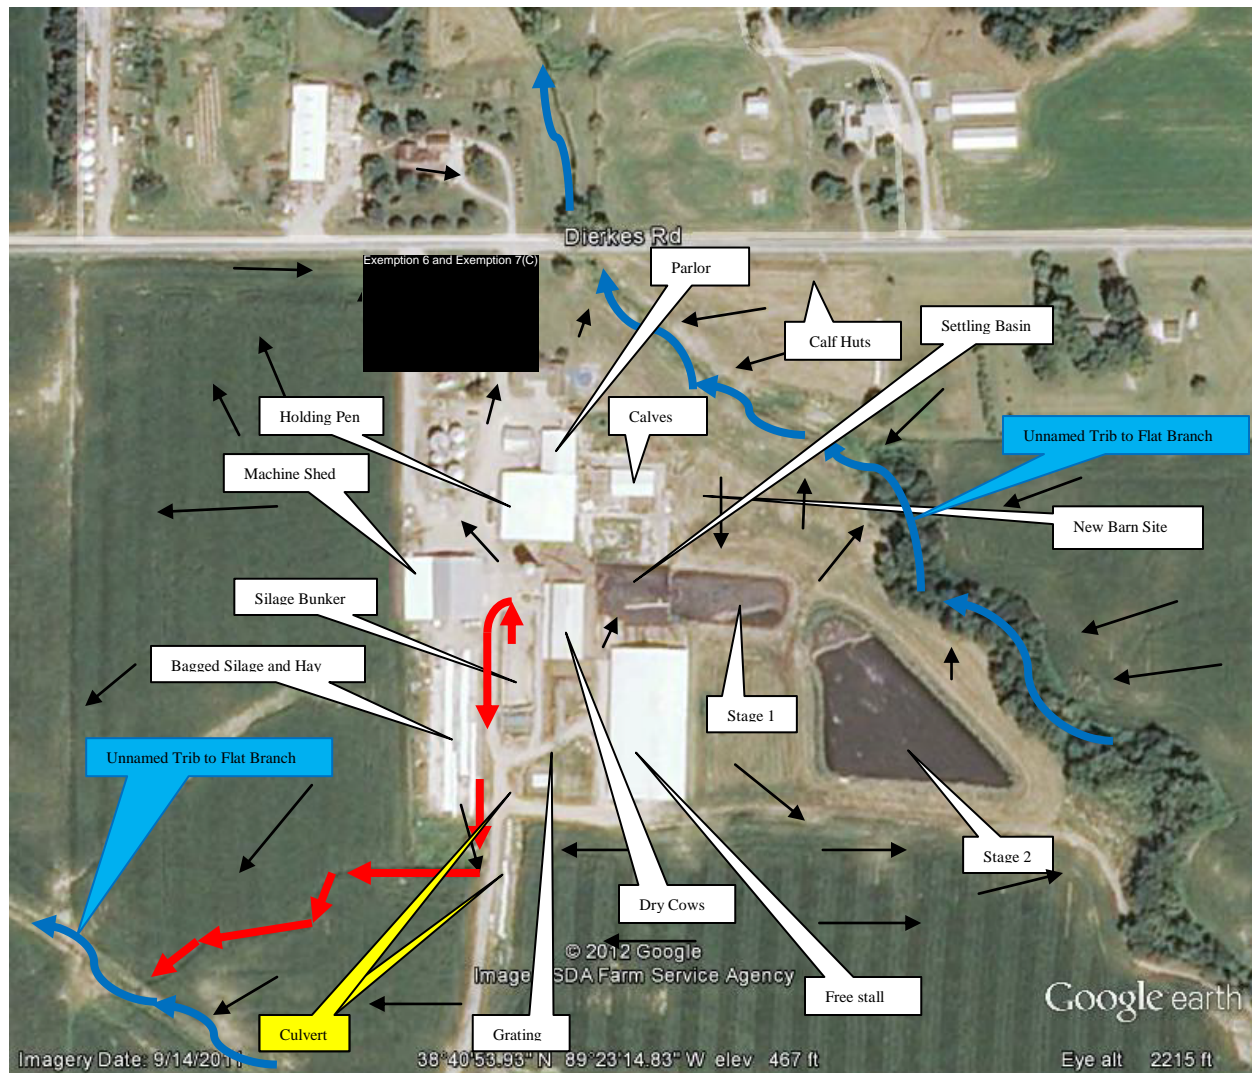 Dierkes Rd
Exemption 6 and Exemption 7(C)
Parlor
Settling Basin
Calf Huts
Holding Pen
Calves
Unnamed Trib to Flat Branch
Machine Shed
New Barn Site
Silage Bunker
Bagged Silage and Hay
Stage 1
Unnamed Trib to Flat Branch
Stage 2
Dry Cows
© 2012 Google
Image USDA Farm Service Agency
Free stall
Google earth
Culvert
Grating
Imagery Date: 9/14/2011 38°40'53.93" N 89°23'14.83" W elev 467 ft Eye alt 2215 ft